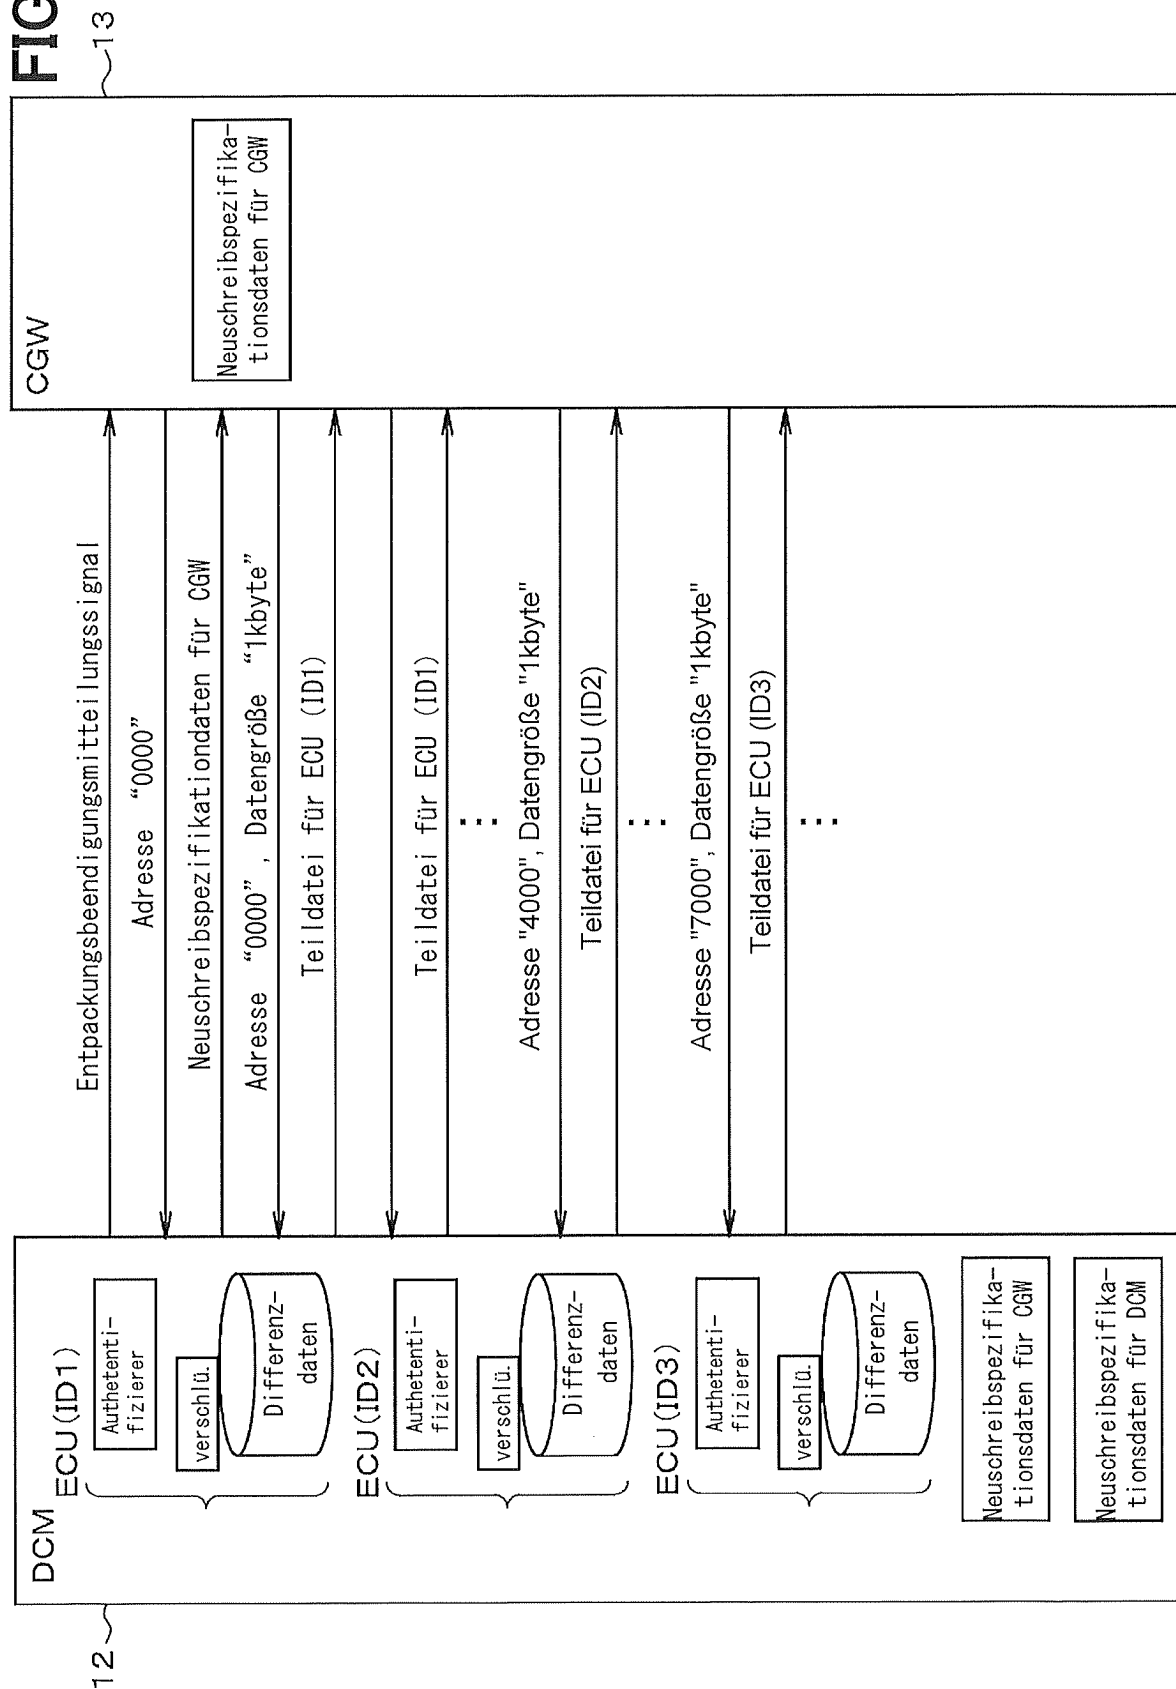 FIG
12
DCM
ECU(ID1)
Authetenti-
fizierer
verschlü.
Differenz-
daten
ECU(ID2)
Authetenti-
fizierer
verschlü.
Differenz-
daten
ECU(ID3)
Authetenti-
fizierer
verschlü.
Differenz-
daten
Neuschreibspezifika-
tionsdaten für CGW
Neuschreibspezifika-
tionsdaten für DCM
Entpackungsbeendigungsmitteilungssignal
Adresse “0000”
Neuschreibspezifikationdaten für CGW
Adresse “0000”, Datengröße “1kbyte”
Teildatei für ECU (ID1)
Teildatei für ECU (ID1)
...
Adresse "4000", Datengröße "1kbyte"
Teildatei für ECU (ID2)
...
Adresse "7000", Datengröße "1kbyte"
Teildatei für ECU (ID3)
...
13
CGW
Neuschreibspezifika-
tionsdaten für CGW